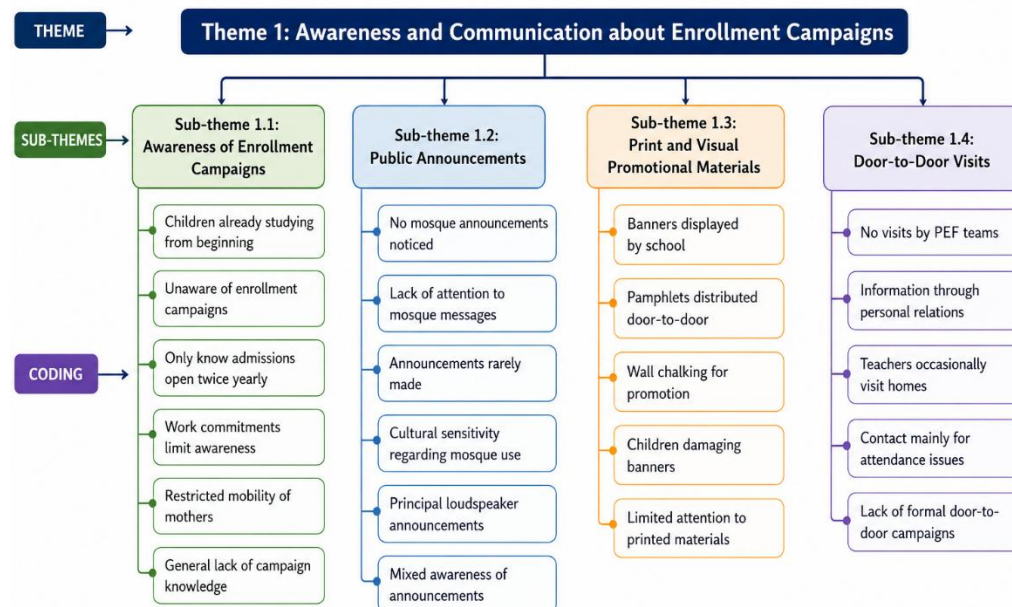 THEME
Theme 1: Awareness and Communication about Enrollment Campaigns
SUB-THEMES
Sub-theme 1.1:
Awareness of Enrollment
Campaigns
Sub-theme 1.2:
Public Announcements
Sub-theme 1.3:
Print and Visual
Promotional Materials
Sub-theme 1.4:
Door-to-Door Visits
CODING
Children already studying
from beginning
Unaware of enrollment
campaigns
Only know admissions
open twice yearly
Work commitments
limit awareness
Restricted mobility of
mothers
General lack of campaign
knowledge
No mosque announcements
noticed
Lack of attention to
mosque messages
Announcements rarely
made
Cultural sensitivity
regarding mosque use
Principal loudspeaker
announcements
Mixed awareness of
announcements
Banners displayed
by school
Pamphlets distributed
door-to-door
Wall chalking for
promotion
Children damaging
banners
Limited attention to
printed materials
No visits by PEF teams
Information through
personal relations
Teachers occasionally
visit homes
Contact mainly for
attendance issues
Lack of formal door-to-
door campaigns